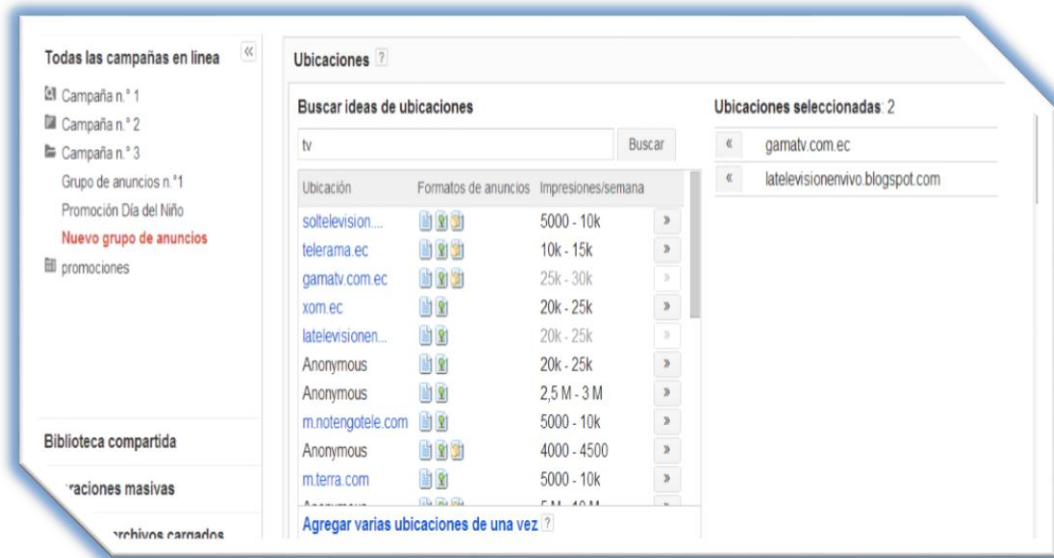 Todas las campañas en línea «
Campaña n.° 1
Campaña n.° 2
Campaña n.° 3
Grupo de anuncios n.°1
Promoción Día del Niño
Nuevo grupo de anuncios
promociones
Biblioteca compartida
raciones masivas
archivos cargados
Ubicaciones ?
Buscar ideas de ubicaciones
tv Buscar
Ubicación Formatos de anuncios Impresiones/semana
soltelevision.... 5000 - 10k »
telerama.ec 10k - 15k »
gamatv.com.ec 25k - 30k »
xom.ec 20k - 25k »
latelevisionen... 20k - 25k »
Anonymous 20k - 25k »
Anonymous 2,5 M - 3 M »
m.notengotele.com 5000 - 10k »
Anonymous 4000 - 4500 »
m.terra.com 5000 - 10k »
Anonymous 5 M - 10 M
Agregar varias ubicaciones de una vez ?
Ubicaciones seleccionadas: 2
« gamatv.com.ec
« latelevisionenvivo.blogspot.com